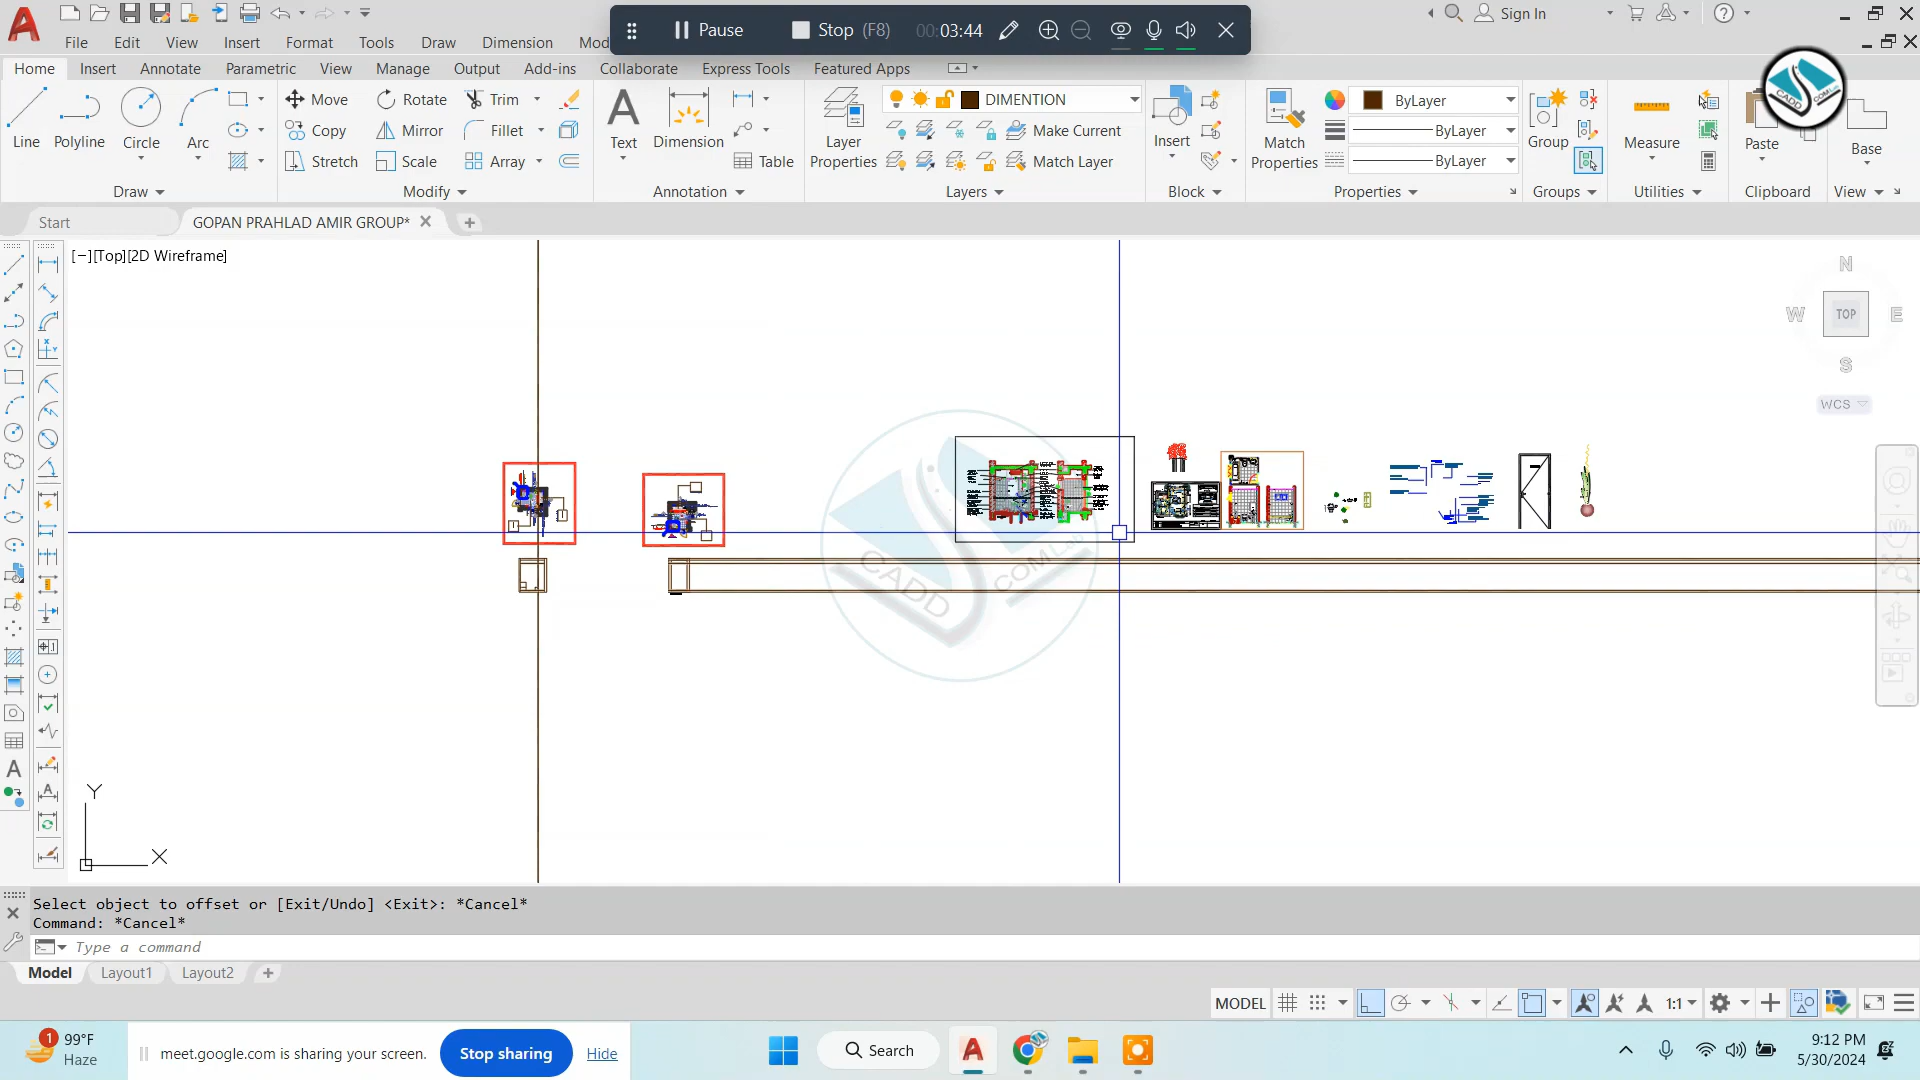 Pause
Stop (F8)
00:03:44
Sign In
File Edit View Insert Format Tools Draw Dimension
Home Insert Annotate Parametric View Manage Output Add-ins Collaborate Express Tools Featured Apps
Line
Polyline
Circle
Arc
Draw
Move
Rotate
Trim
Copy
Mirror
Fillet
Stretch
Scale
Array
Modify
Text
Dimension
Table
Annotation
Layer
Properties
DIMENTION
Make Current
Match Layer
Layers
Insert
Block
Match
Properties
ByLayer
ByLayer
ByLayer
Properties
Group
Groups
Measure
Utilities
Paste
Clipboard
Base
View
CADD
Start
GOPAN PRAHLAD AMIR GROUP*
[−][Top][2D Wireframe]
N
W
TOP
E
S
WCS
CADD
COM Lab
Y
X
Select object to offset or [Exit/Undo] <Exit>: *Cancel*
Command: *Cancel*
Type a command
Model
Layout1
Layout2
MODEL
1:1
1
99°F
Haze
meet.google.com is sharing your screen.
Stop sharing
Hide
Search
9:12 PM
5/30/2024